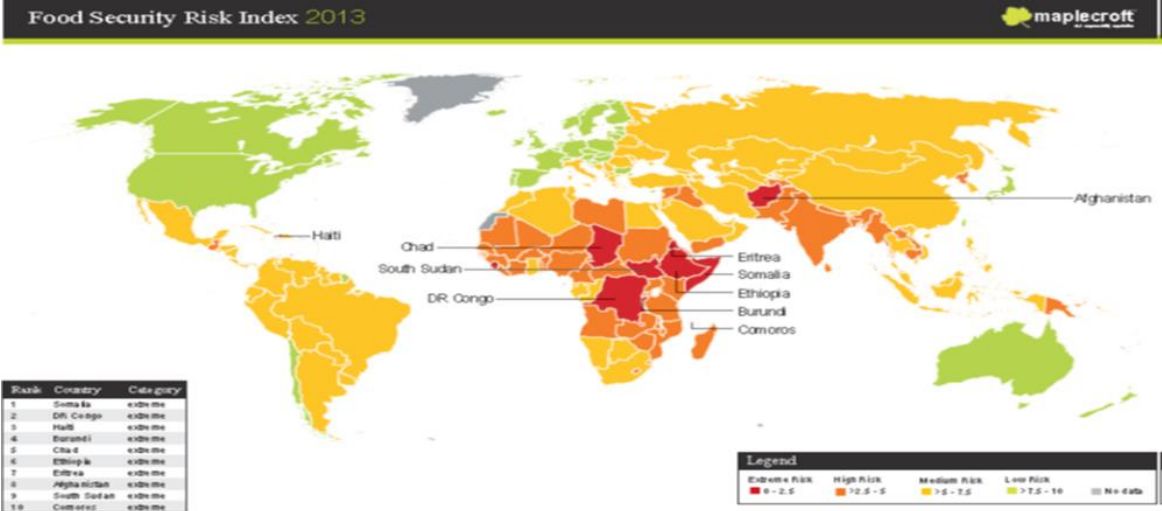 Food Security Risk Index 2013
maplecroft
Afghanistan
Haiti
Chad
Eritrea
South Sudan
Somalia
Ethiopia
DR Congo
Burundi
Comoros
Rank Country Category
1 Somalia extreme
2 DR Congo extreme
3 Haiti extreme
4 Burundi extreme
5 Chad extreme
6 Ethiopia extreme
7 Eritrea extreme
8 Afghanistan extreme
9 South Sudan extreme
10 Comoros extreme
Legend
Extreme Risk High Risk Medium Risk Low Risk
0 - 2.5 >2.5 - 5 >5 - 7.5 >7.5 - 10 No data